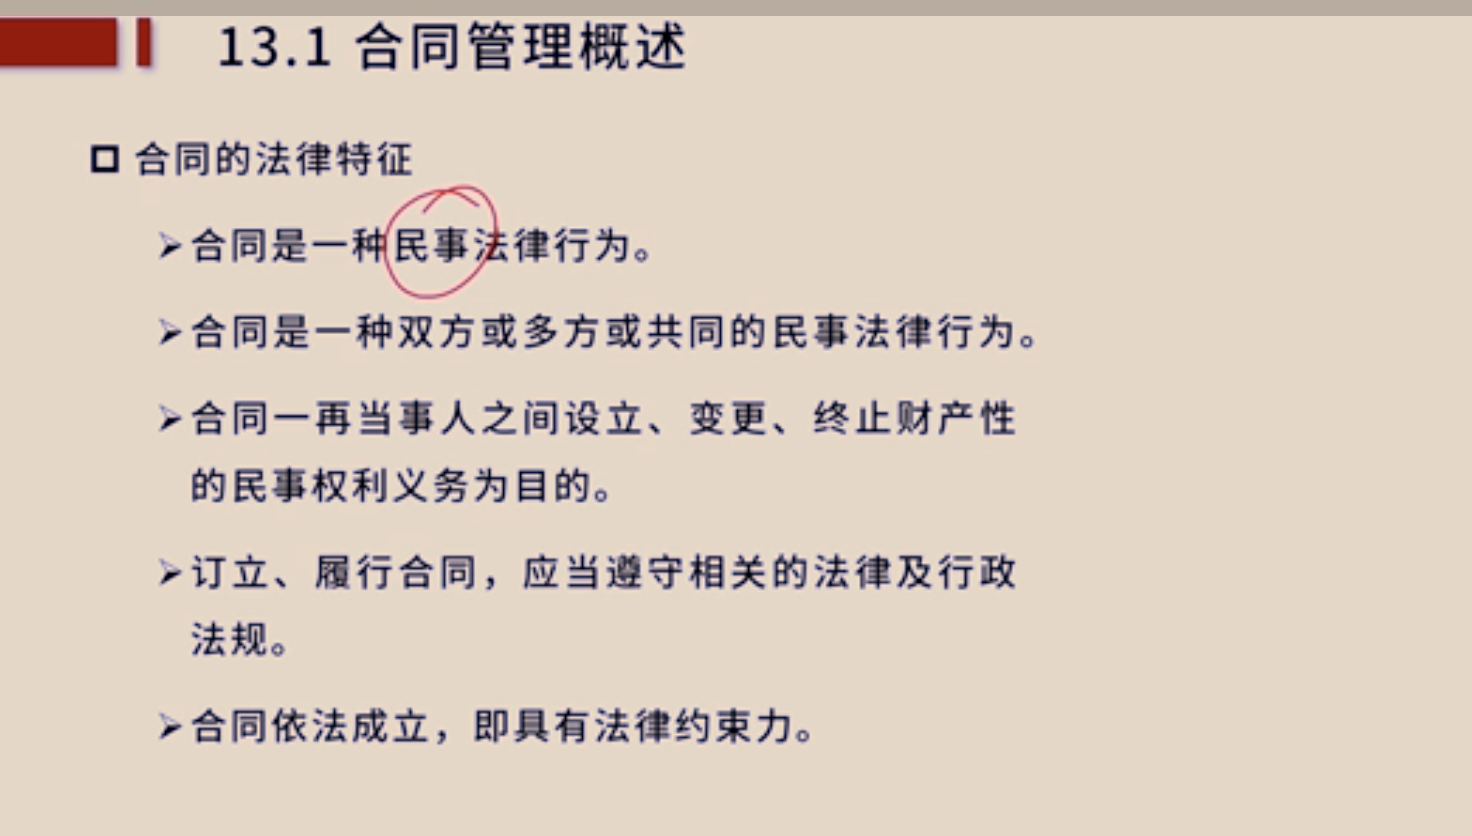 13.1 合同管理概述
合同的法律特征
合同是一种民事法律行为。
合同是一种双方或多方或共同的民事法律行为。
合同一再当事人之间设立、变更、终止财产性
的民事权利义务为目的。
订立、履行合同，应当遵守相关的法律及行政
法规。
合同依法成立，即具有法律约束力。